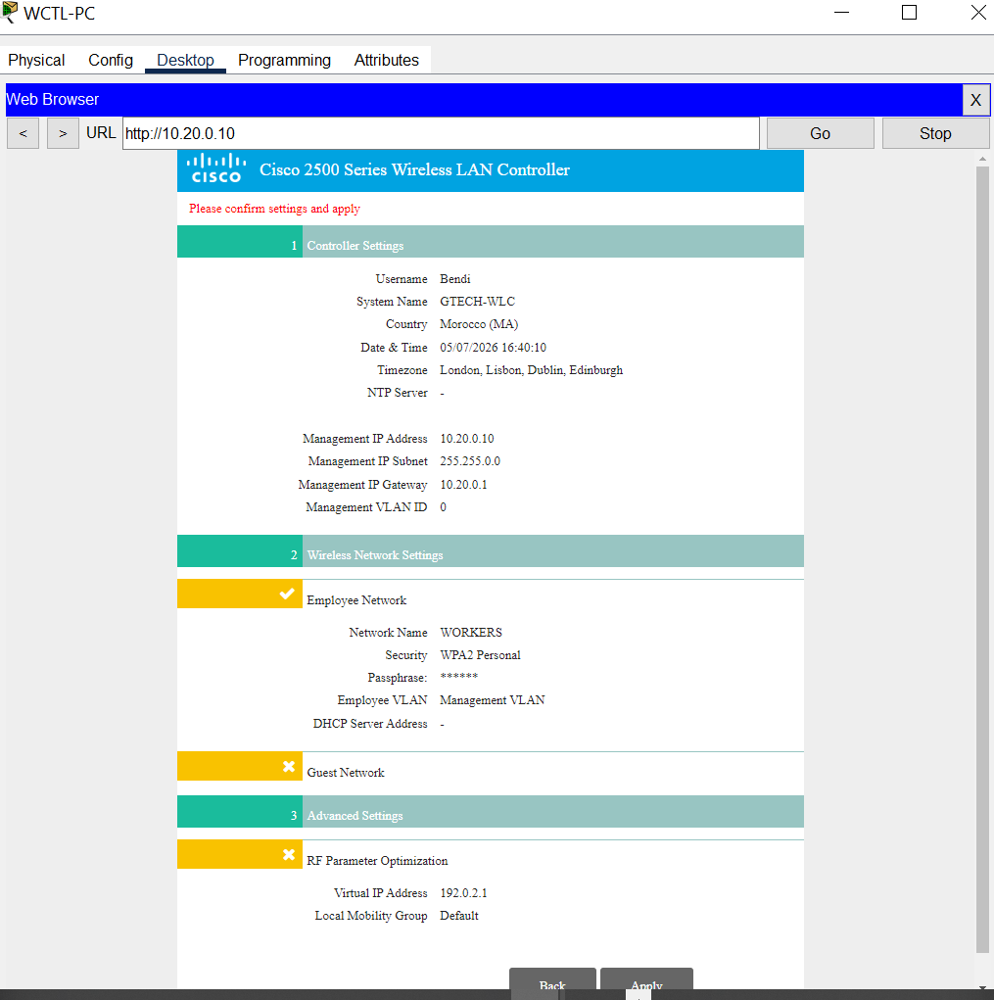 WCTL-PC
Physical Config Desktop Programming Attributes
Web Browser X
< > URL http://10.20.0.10 Go Stop
CISCO Cisco 2500 Series Wireless LAN Controller
Please confirm settings and apply
1 Controller Settings
Username Bendi
System Name GTECH-WLC
Country Morocco (MA)
Date & Time 05/07/2026 16:40:10
Timezone London, Lisbon, Dublin, Edinburgh
NTP Server -
Management IP Address 10.20.0.10
Management IP Subnet 255.255.0.0
Management IP Gateway 10.20.0.1
Management VLAN ID 0
2 Wireless Network Settings
Employee Network
Network Name WORKERS
Security WPA2 Personal
Passphrase: ******
Employee VLAN Management VLAN
DHCP Server Address -
Guest Network
3 Advanced Settings
RF Parameter Optimization
Virtual IP Address 192.0.2.1
Local Mobility Group Default
Back Apply